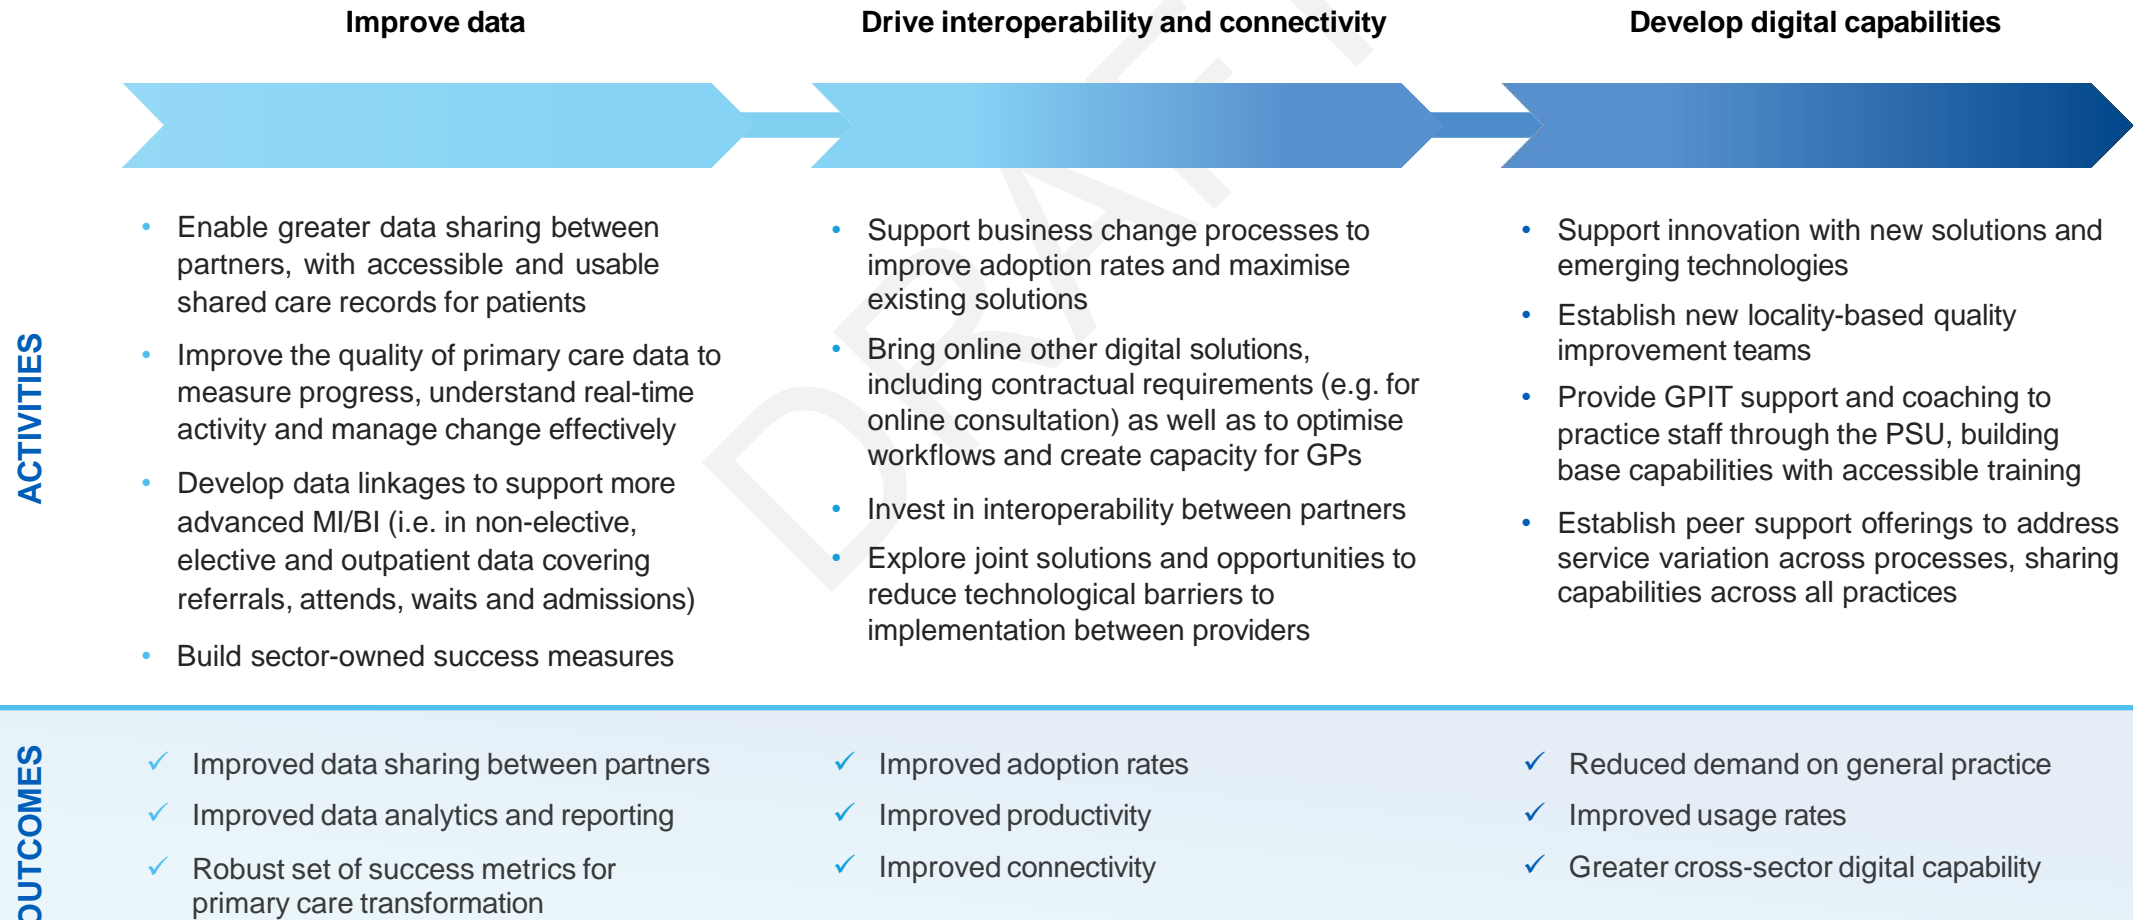 Improve data
Drive interoperability and connectivity
Develop digital capabilities
DRAFT
ACTIVITIES
• Enable greater data sharing between
partners, with accessible and usable
shared care records for patients
• Improve the quality of primary care data to
measure progress, understand real-time
activity and manage change effectively
• Develop data linkages to support more
advanced MI/BI (i.e. in non-elective,
elective and outpatient data covering
referrals, attends, waits and admissions)
• Build sector-owned success measures
• Support business change processes to
improve adoption rates and maximise
existing solutions
• Bring online other digital solutions,
including contractual requirements (e.g. for
online consultation) as well as to optimise
workflows and create capacity for GPs
• Invest in interoperability between partners
• Explore joint solutions and opportunities to
reduce technological barriers to
implementation between providers
• Support innovation with new solutions and
emerging technologies
• Establish new locality-based quality
improvement teams
• Provide GPIT support and coaching to
practice staff through the PSU, building
base capabilities with accessible training
• Establish peer support offerings to address
service variation across processes, sharing
capabilities across all practices
OUTCOMES
✓ Improved data sharing between partners
✓ Improved data analytics and reporting
✓ Robust set of success metrics for
primary care transformation
✓ Improved adoption rates
✓ Improved productivity
✓ Improved connectivity
✓ Reduced demand on general practice
✓ Improved usage rates
✓ Greater cross-sector digital capability